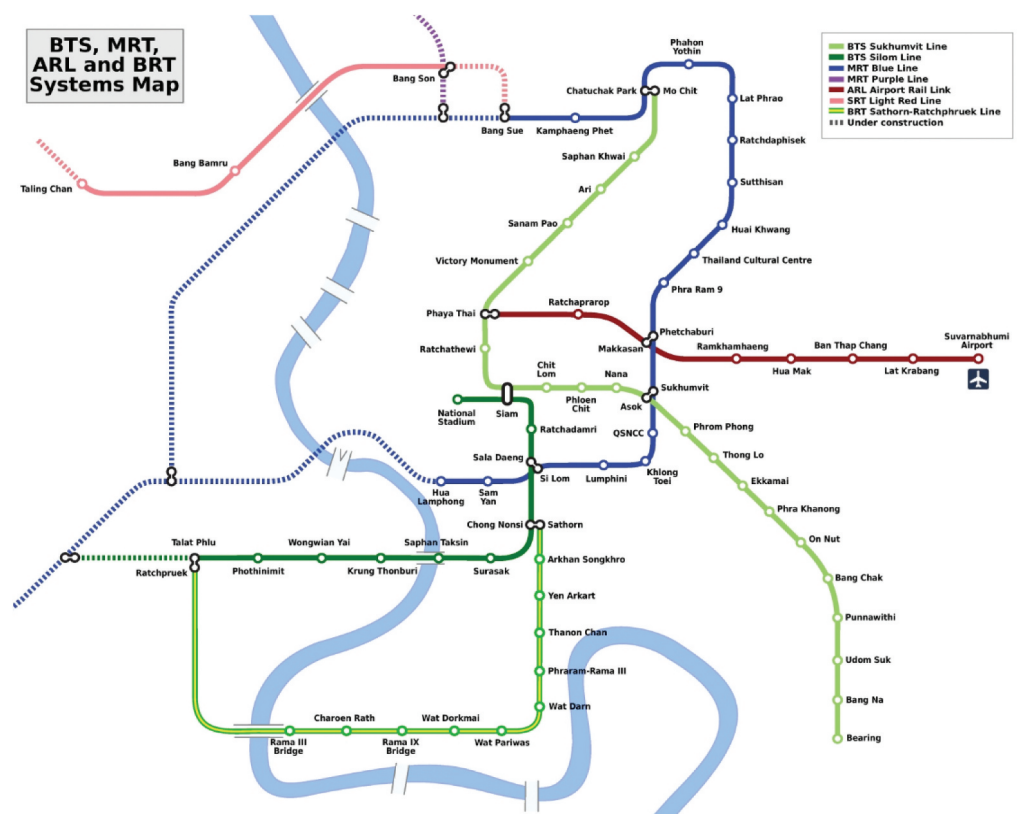 BTS, MRT,
ARL and BRT
Systems Map
BTS Sukhumvit Line
BTS Silom Line
MRT Blue Line
MRT Purple Line
ARL Airport Rail Link
SRT Light Red Line
BRT Sathorn-Ratchphruek Line
Under construction
Phahon
Yothin
Bang Son
Chatuchak Park
Mo Chit
Lat Phrao
Bang Sue
Kamphaeng Phet
Ratchdaphisek
Saphan Khwai
Bang Bamru
Taling Chan
Ari
Sutthisan
Sanam Pao
Huai Khwang
Victory Monument
Thailand Cultural Centre
Phra Ram 9
Phaya Thai
Ratchaprarop
Phetchaburi
Makkasan
Ramkhamhaeng
Hua Mak
Ban Thap Chang
Lat Krabang
Suvarnabhumi
Airport
Ratchathewi
Chit
Lom
Nana
Phloen
Chit
Sukhumvit
Asok
National
Stadium
Siam
Ratchadamri
QSNCC
Phrom Phong
Sala Daeng
Si Lom
Lumphini
Khlong
Toei
Thong Lo
Hua
Lamphong
Sam
Yan
Ekkamai
Phra Khanong
Chong Nonsi
Sathorn
On Nut
Talat Phlu
Wongwian Yai
Saphan Taksin
Ratchpruek
Phothinimit
Krung Thonburi
Surasak
Arkhan Songkhro
Bang Chak
Yen Arkart
Punnawithi
Thanon Chan
Udom Suk
Phraram-Rama III
Bang Na
Wat Darn
Charoen Rath
Wat Dorkmai
Rama III
Bridge
Rama IX
Bridge
Wat Pariwas
Bearing